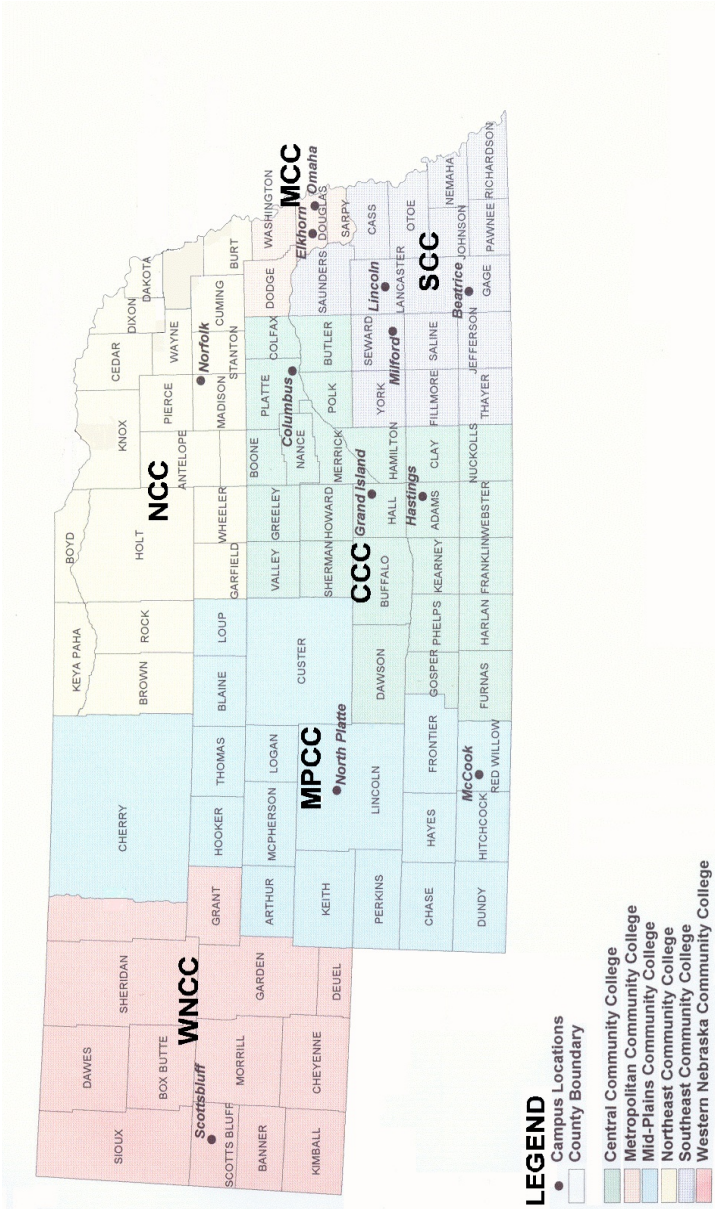 KEYA PAHA
BOYD
CHERRY
BROWN
ROCK
HOLT
KNOX
CEDAR
DIXON
DAKOTA
SIOUX
DAWES
BOX BUTTE
SHERIDAN
NCC
ANTELOPE
PIERCE
WAYNE
WNCC
Scottsbluff
SCOTTS BLUFF
MORRILL
GARDEN
GRANT
HOOKER
THOMAS
BLAINE
LOUP
GARFIELD
WHEELER
MADISON
Norfolk
STANTON
CUMING
BURT
BANNER
ARTHUR
MCPHERSON
LOGAN
CUSTER
VALLEY
GREELEY
BOONE
PLATTE
COLFAX
DODGE
WASHINGTON
KIMBALL
CHEYENNE
DEUEL
KEITH
MPCC
North Platte
SHERMAN
HOWARD
NANCE
MERRICK
Columbus
POLK
BUTLER
SAUNDERS
Elkhorn
DOUGLAS
MCC
Omaha
SARPY
PERKINS
LINCOLN
DAWSON
CCC
BUFFALO
Grand Island
HALL
HAMILTON
YORK
SEWARD
Milford
Lincoln
LANCASTER
CASS
OTOE
CHASE
HAYES
FRONTIER
GOSPER
PHELPS
KEARNEY
Hastings
ADAMS
CLAY
FILLMORE
SALINE
SCC
Beatrice
JOHNSON
NEMAHA
DUNDY
HITCHCOCK
McCook
RED WILLOW
FURNAS
HARLAN
FRANKLIN
WEBSTER
NUCKOLLS
THAYER
JEFFERSON
GAGE
PAWNEE
RICHARDSON
LEGEND
Campus Locations
County Boundary
Central Community College
Metropolitan Community College
Mid-Plains Community College
Northeast Community College
Southeast Community College
Western Nebraska Community College